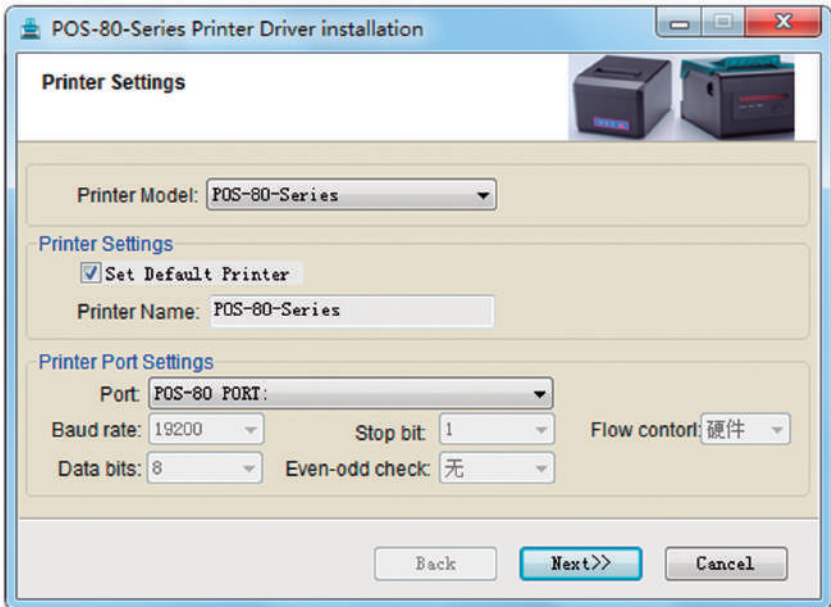 POS-80-Series Printer Driver installation
Printer Settings
Printer Model: POS-80-Series
Printer Settings
Set Default Printer
Printer Name: POS-80-Series
Printer Port Settings
Port: POS-80 PORT:
Baud rate: 19200 Stop bit: 1 Flow contorl: 硬件
Data bits: 8 Even-odd check: 无
Back Next>> Cancel